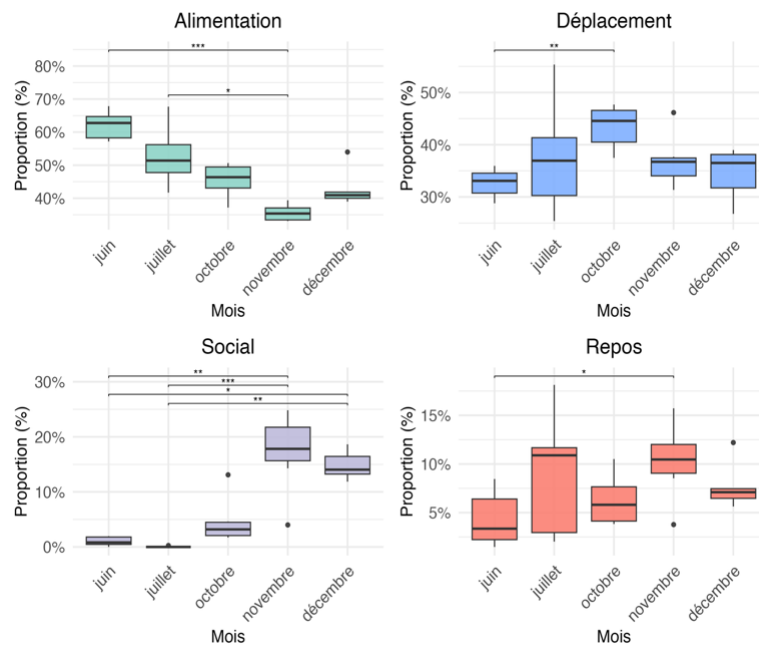 Alimentation
***
*
80%
70%
60%
50%
40%
Proportion (%)
juin
juillet
octobre
novembre
décembre
Mois
Déplacement
**
50%
40%
30%
Proportion (%)
juin
juillet
octobre
novembre
décembre
Mois
Social
**
***
*
**
30%
20%
10%
0%
Proportion (%)
juin
juillet
octobre
novembre
décembre
Mois
Repos
*
15%
10%
5%
Proportion (%)
juin
juillet
octobre
novembre
décembre
Mois